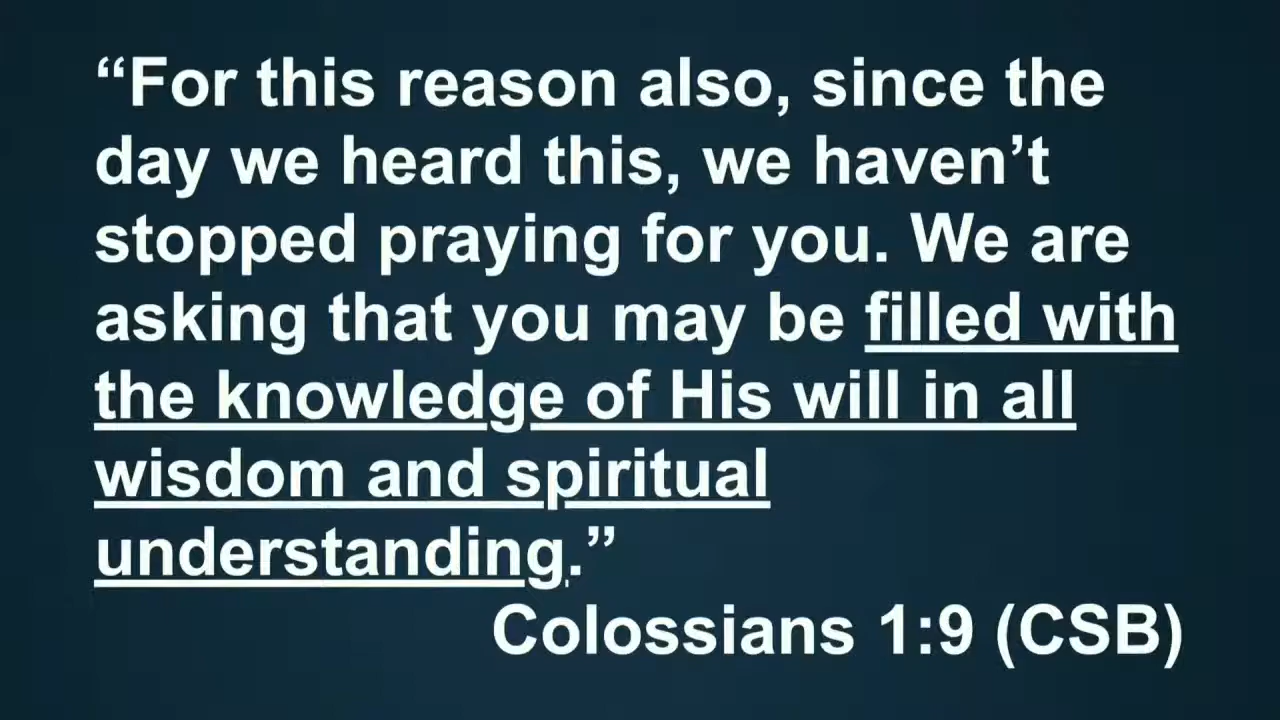 “For this reason also, since the
day we heard this, we haven’t
stopped praying for you. We are
asking that you may be filled with
the knowledge of His will in all
wisdom and spiritual
understanding.”
Colossians 1:9 (CSB)